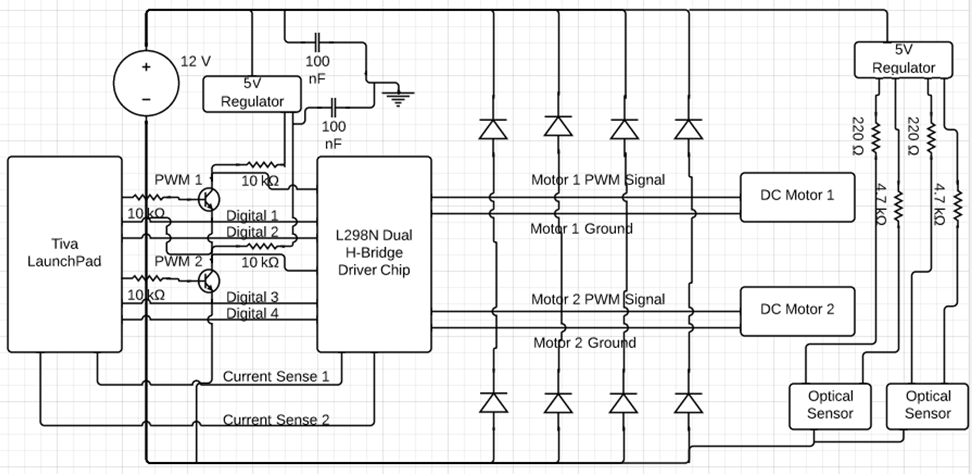 +
12 V
−
5V
Regulator
100
nF
100
nF
5V
Regulator
220 Ω
220 Ω
4.7 kΩ
4.7 kΩ
PWM 1
10 kΩ
10 kΩ
Digital 1
Digital 2
Tiva
LaunchPad
PWM 2
10 kΩ
10 kΩ
Digital 3
Digital 4
L298N Dual
H-Bridge
Driver Chip
Motor 1 PWM Signal
Motor 1 Ground
DC Motor 1
Motor 2 PWM Signal
Motor 2 Ground
DC Motor 2
Current Sense 1
Current Sense 2
Optical
Sensor
Optical
Sensor